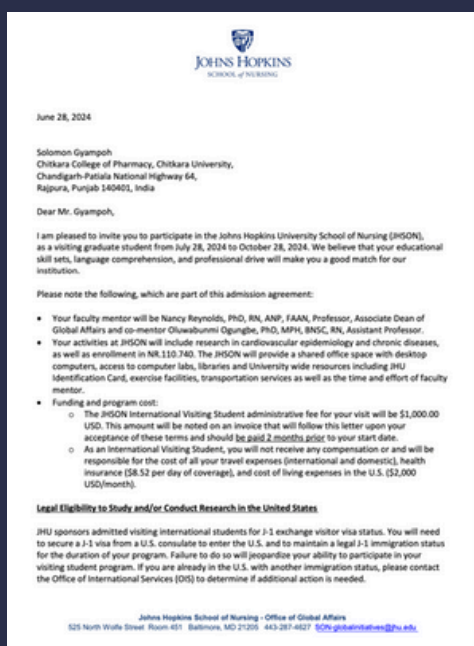 JOHNS HOPKINS
SCHOOL of NURSING
June 28, 2024
Solomon Gyampoh
Chitkara College of Pharmacy, Chitkara University,
Chandigarh-Patiala National Highway 64,
Rajpura, Punjab 140401, India
Dear Mr. Gyampoh,
I am pleased to invite you to participate in the Johns Hopkins University School of Nursing (JHSON),
as a visiting graduate student from July 28, 2024 to October 28, 2024. We believe that your educational
skill sets, language comprehension, and professional drive will make you a good match for our
institution.
Please note the following, which are part of this admission agreement:
• Your faculty mentor will be Nancy Reynolds, PhD, RN, ANP, FAAN, Professor, Associate Dean of
Global Affairs and co-mentor Oluwabunmi Ogungbe, PhD, MPH, BNSC, RN, Assistant Professor.
• Your activities at JHSON will include research in cardiovascular epidemiology and chronic diseases,
as well as enrollment in NR.110.740. The JHSON will provide a shared office space with desktop
computers, access to computer labs, libraries and University wide resources including JHU
Identification Card, exercise facilities, transportation services as well as the time and effort of faculty
mentor.
• Funding and program cost:
o The JHSON International Visiting Student administrative fee for your visit will be $1,000.00
USD. This amount will be noted on an invoice that will follow this letter upon your
acceptance of these terms and should be paid 2 months prior to your start date.
o As an International Visiting Student, you will not receive any compensation or and will be
responsible for the cost of all your travel expenses (international and domestic), health
insurance ($8.52 per day of coverage), and cost of living expenses in the U.S. ($2,000
USD/month).
Legal Eligibility to Study and/or Conduct Research in the United States
JHU sponsors admitted visiting international students for J-1 exchange visitor visa status. You will need
to secure a J-1 visa from a U.S. consulate to enter the U.S. and to maintain a legal J-1 immigration status
for the duration of your program. Failure to do so will jeopardize your ability to participate in your
visiting student program. If you are already in the U.S. with another immigration status, please contact
the Office of International Services (OIS) to determine if additional action is needed.
Johns Hopkins School of Nursing - Office of Global Affairs
525 North Wolfe Street Room 451 Baltimore, MD 21205 443-287-4627 SON-globalinitiatives@jhu.edu